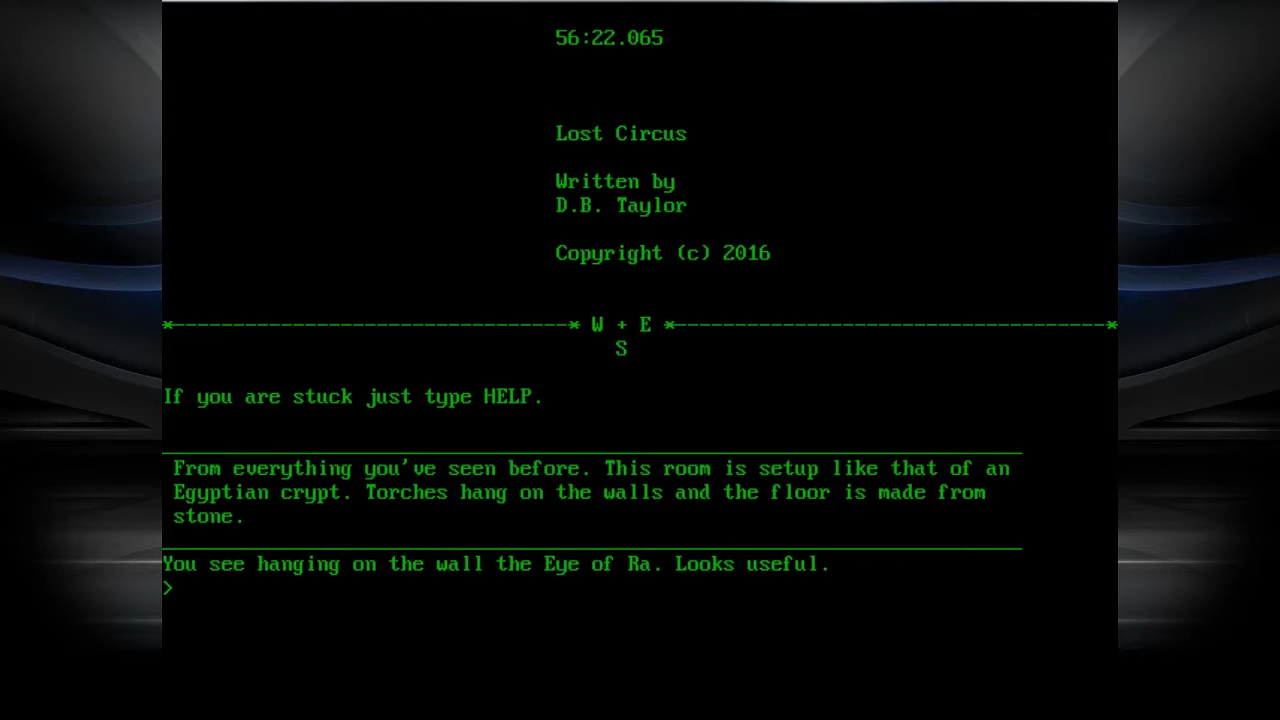 56:22.065
Lost Circus
Written by
D.B. Taylor
Copyright (c) 2016
*----------------------------------* W + E *-------------------------------------*
S
If you are stuck just type HELP.
From everything you've seen before. This room is setup like that of an
Egyptian crypt. Torches hang on the walls and the floor is made from
stone.
You see hanging on the wall the Eye of Ra. Looks useful.
>